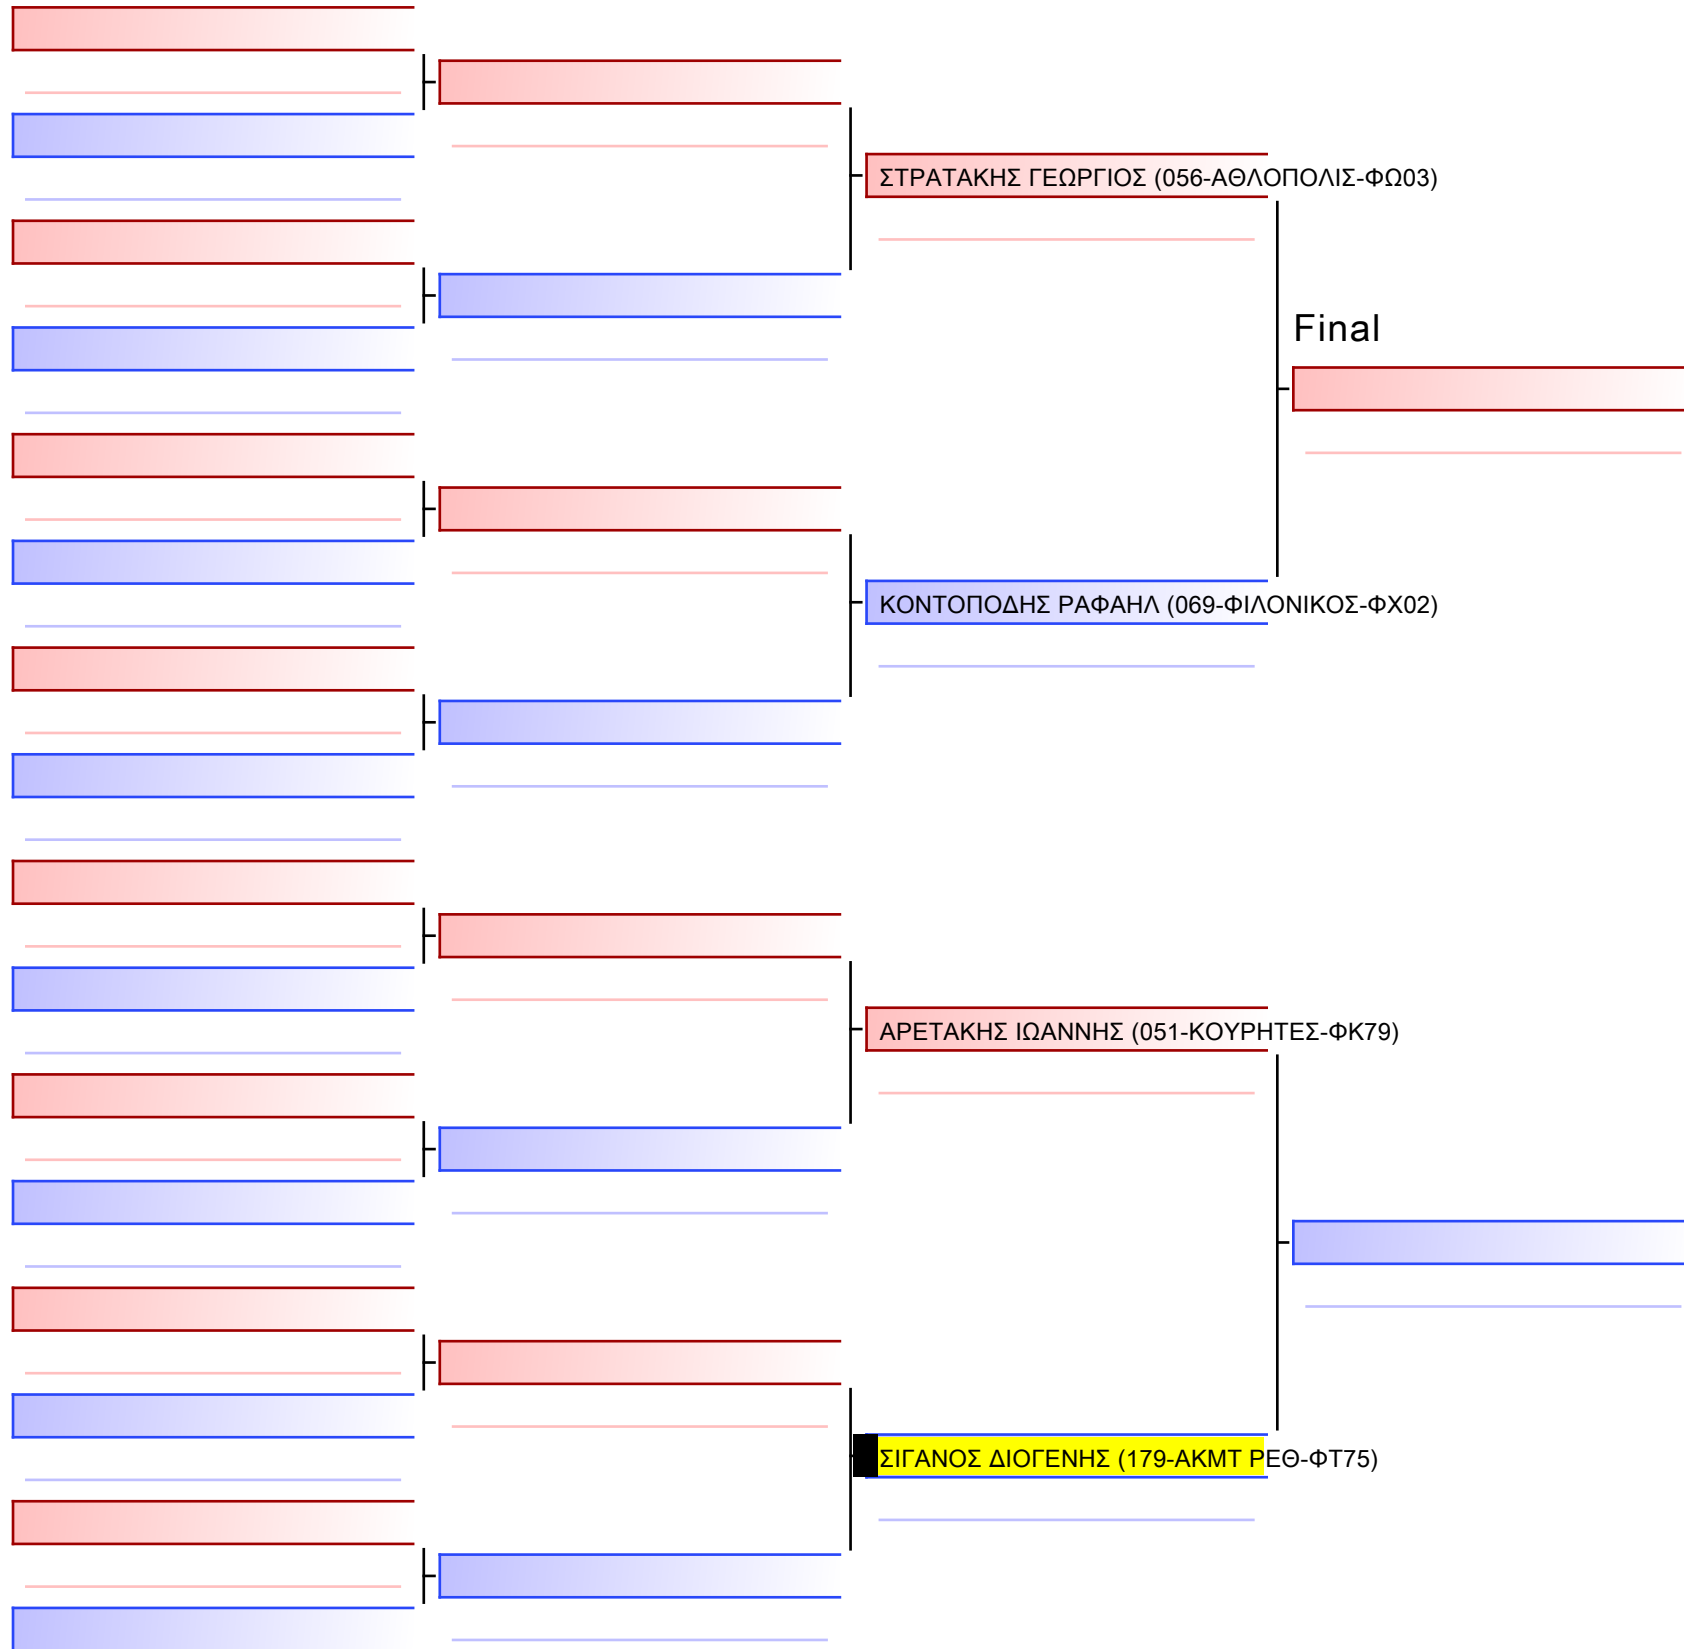 ΣΤΡΑΤΑΚΗΣ ΓΕΩΡΓΙΟΣ (056-ΑΘΛΟΠΟΛΙΣ-ΦΩ03)
Final
ΚΟΝΤΟΠΟΔΗΣ ΡΑΦΑΗΛ (069-ΦΙΛΟΝΙΚΟΣ-ΦΧ02)
ΑΡΕΤΑΚΗΣ ΙΩΑΝΝΗΣ (051-ΚΟΥΡΗΤΕΣ-ΦΚ79)
ΣΙΓΑΝΟΣ ΔΙΟΓΕΝΗΣ (179-ΑΚΜΤ ΡΕΘ-ΦΤ75)